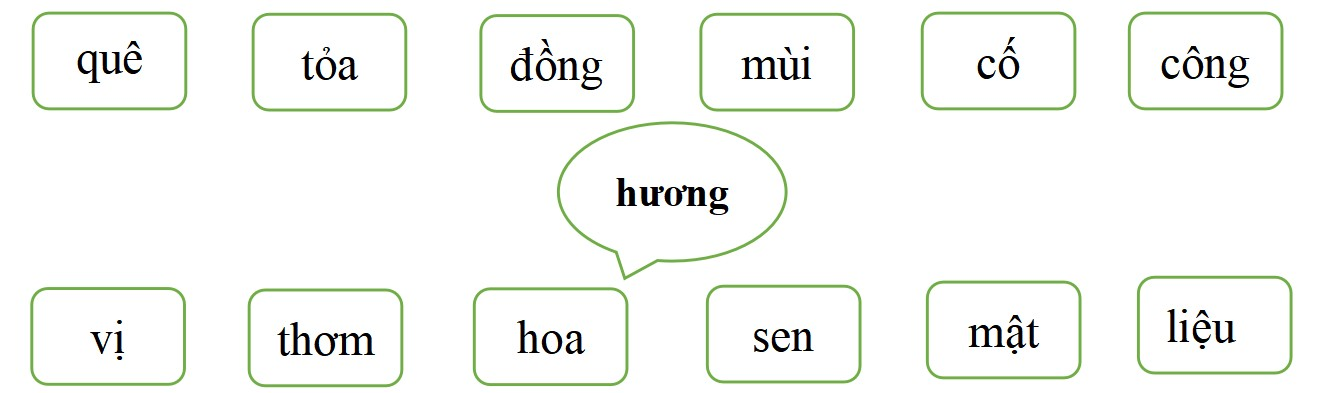 quê tỏa đồng mùi cố công
hương
vị thơm hoa sen mật liệu